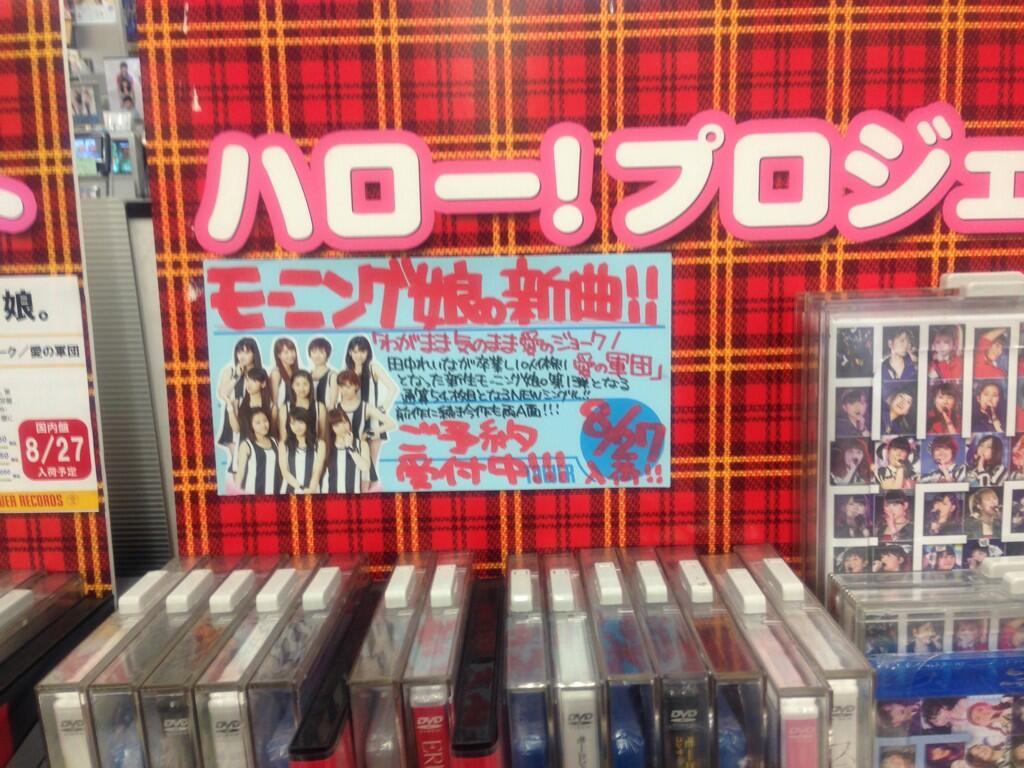 ハロー!プロジェ
モーニング娘。新曲!!
「わがまま 気のまま 愛のジョーク/
愛の軍団」
田中れいなが卒業し10人体制
となった新生モーニング娘。第1弾となる
通算54枚目となるNEWシングル!!
前作に続き今作も両A面!!!
ご予約
受付中!!!
8/27
入荷!!
娘。
ーク/愛の軍団
国内盤
8/27
入荷予定
ER RECORDS
DVD
DVD
DVD
DVD
DVD
DVD
DVD
DVD